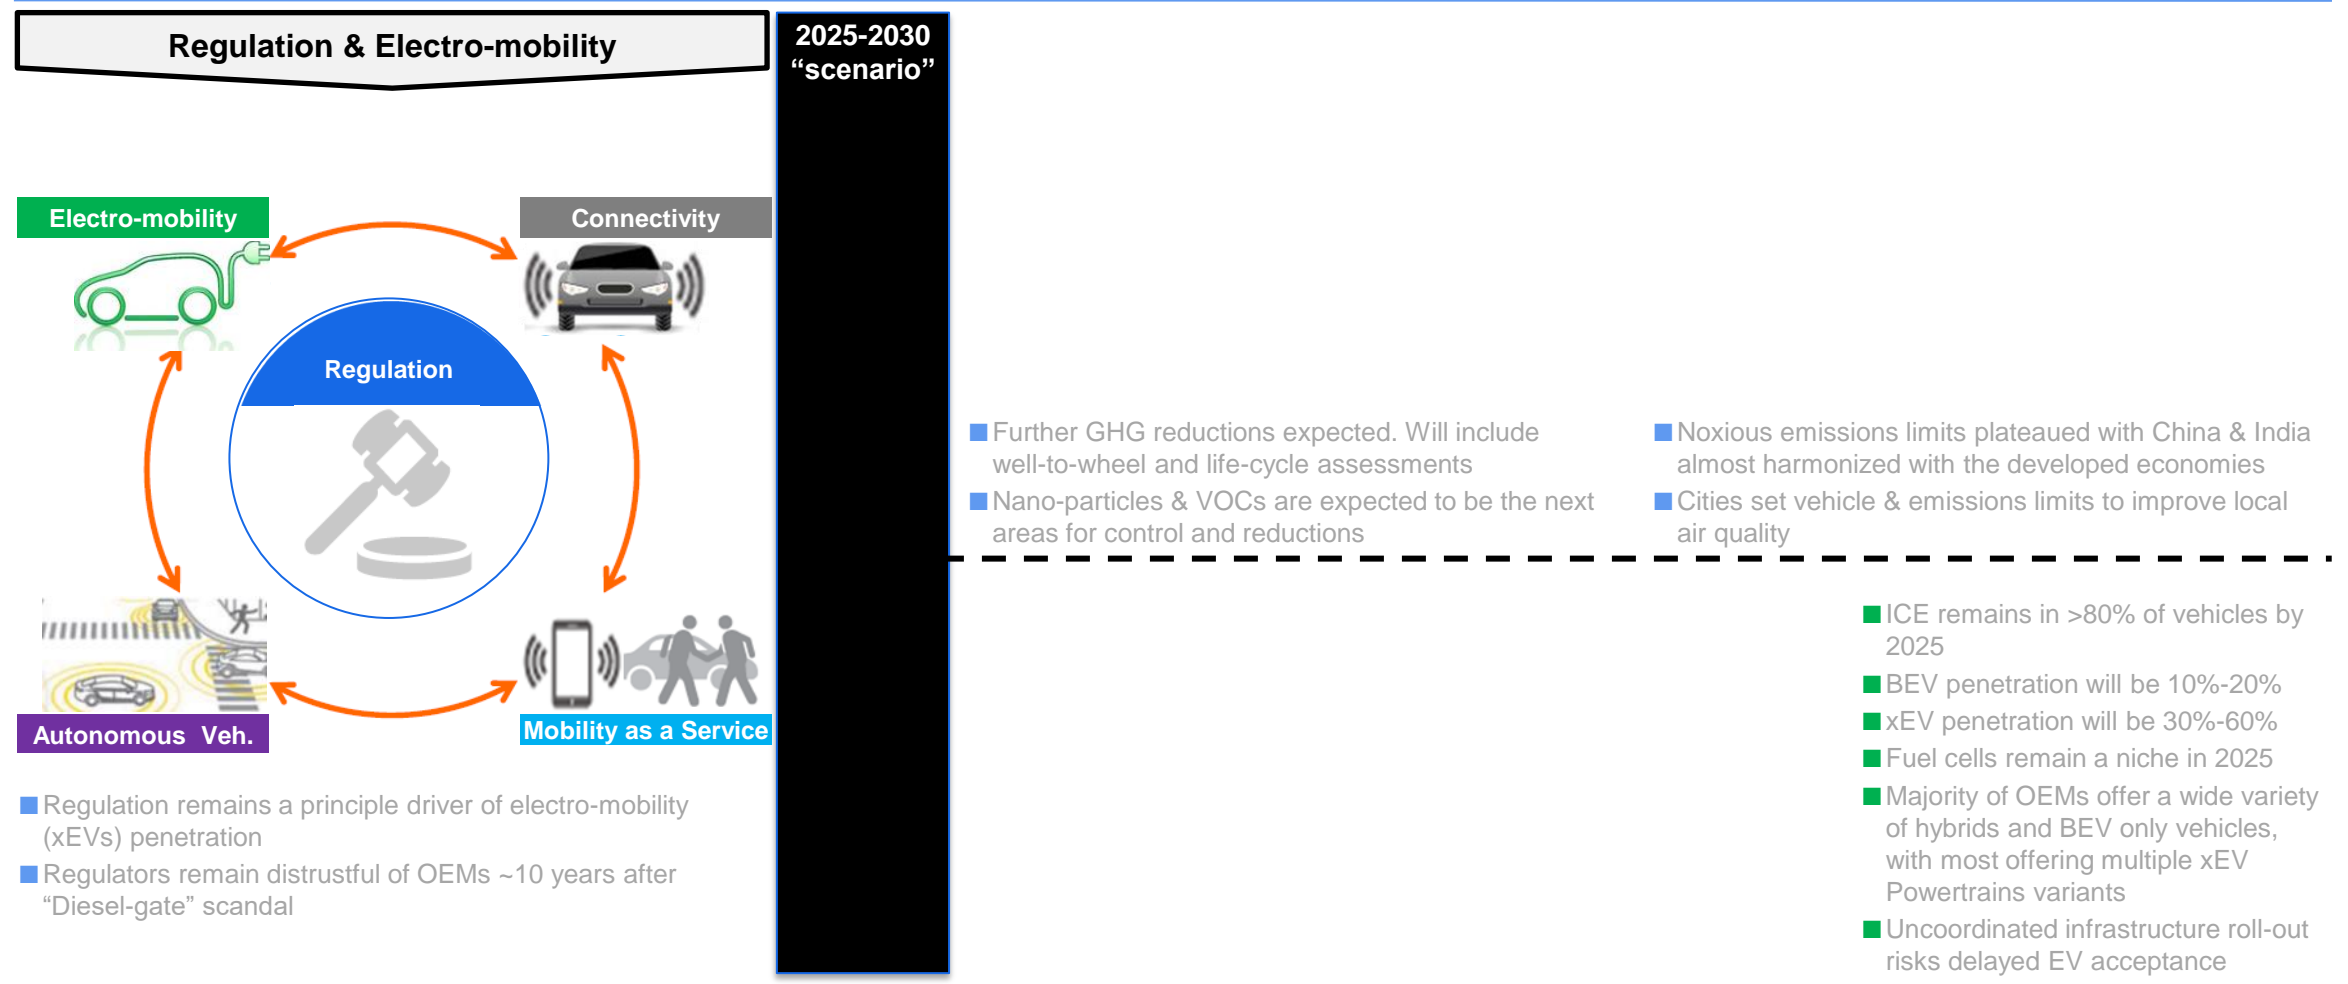 Regulation & Electro-mobility
2025-2030
“scenario”
Electro-mobility
Connectivity
Regulation
Autonomous Veh.
Mobility as a Service
Regulation remains a principle driver of electro-mobility
(xEVs) penetration
Regulators remain distrustful of OEMs ~10 years after
“Diesel-gate” scandal
Further GHG reductions expected. Will include
well-to-wheel and life-cycle assessments
Nano-particles & VOCs are expected to be the next
areas for control and reductions
Noxious emissions limits plateaued with China & India
almost harmonized with the developed economies
Cities set vehicle & emissions limits to improve local
air quality
ICE remains in >80% of vehicles by
2025
BEV penetration will be 10%-20%
xEV penetration will be 30%-60%
Fuel cells remain a niche in 2025
Majority of OEMs offer a wide variety
of hybrids and BEV only vehicles,
with most offering multiple xEV
Powertrains variants
Uncoordinated infrastructure roll-out
risks delayed EV acceptance